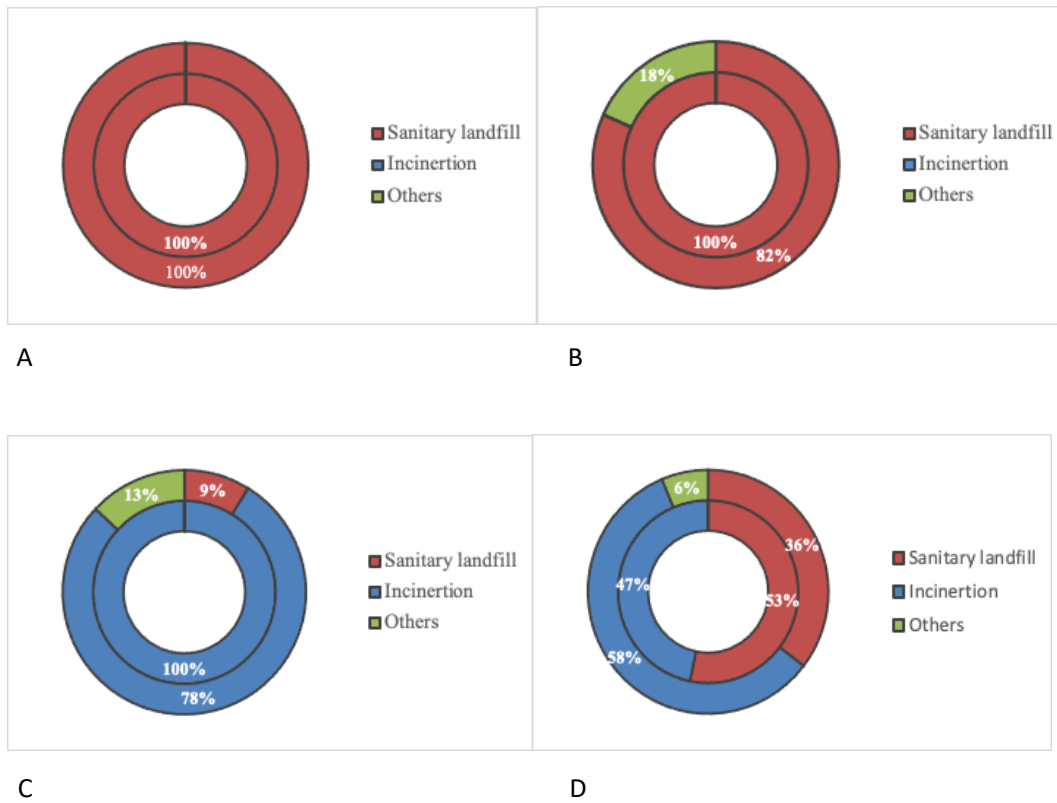 Sanitary landfill
Incinertion
Others
100%
100%
A
18%
Sanitary landfill
Incinertion
Others
100%
82%
B
13%
9%
Sanitary landfill
Incinertion
Others
100%
78%
C
6%
36%
Sanitary landfill
47%
53%
Incinertion
Others
58%
D